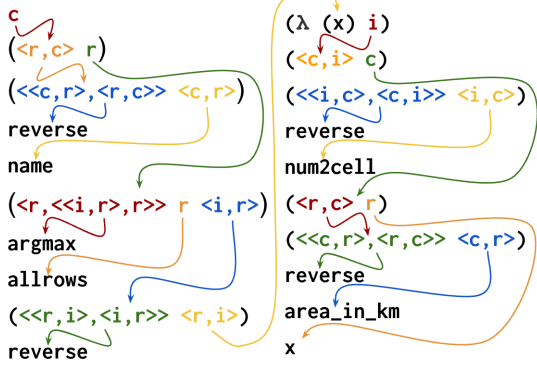 c
(<r,c> r)
(<<c,r>,<r,c>> <c,r>)
reverse
name
(<r,<<i,r>,r>> r <i,r>)
argmax
allrows
(<<r,i>,<i,r>> <r,i>)
reverse
(λ (x) i)
(<c,i> c)
(<<i,c>,<c,i>> <i,c>)
reverse
num2cell
(<r,c> r)
(<<c,r>,<r,c>> <c,r>)
reverse
area_in_km
x